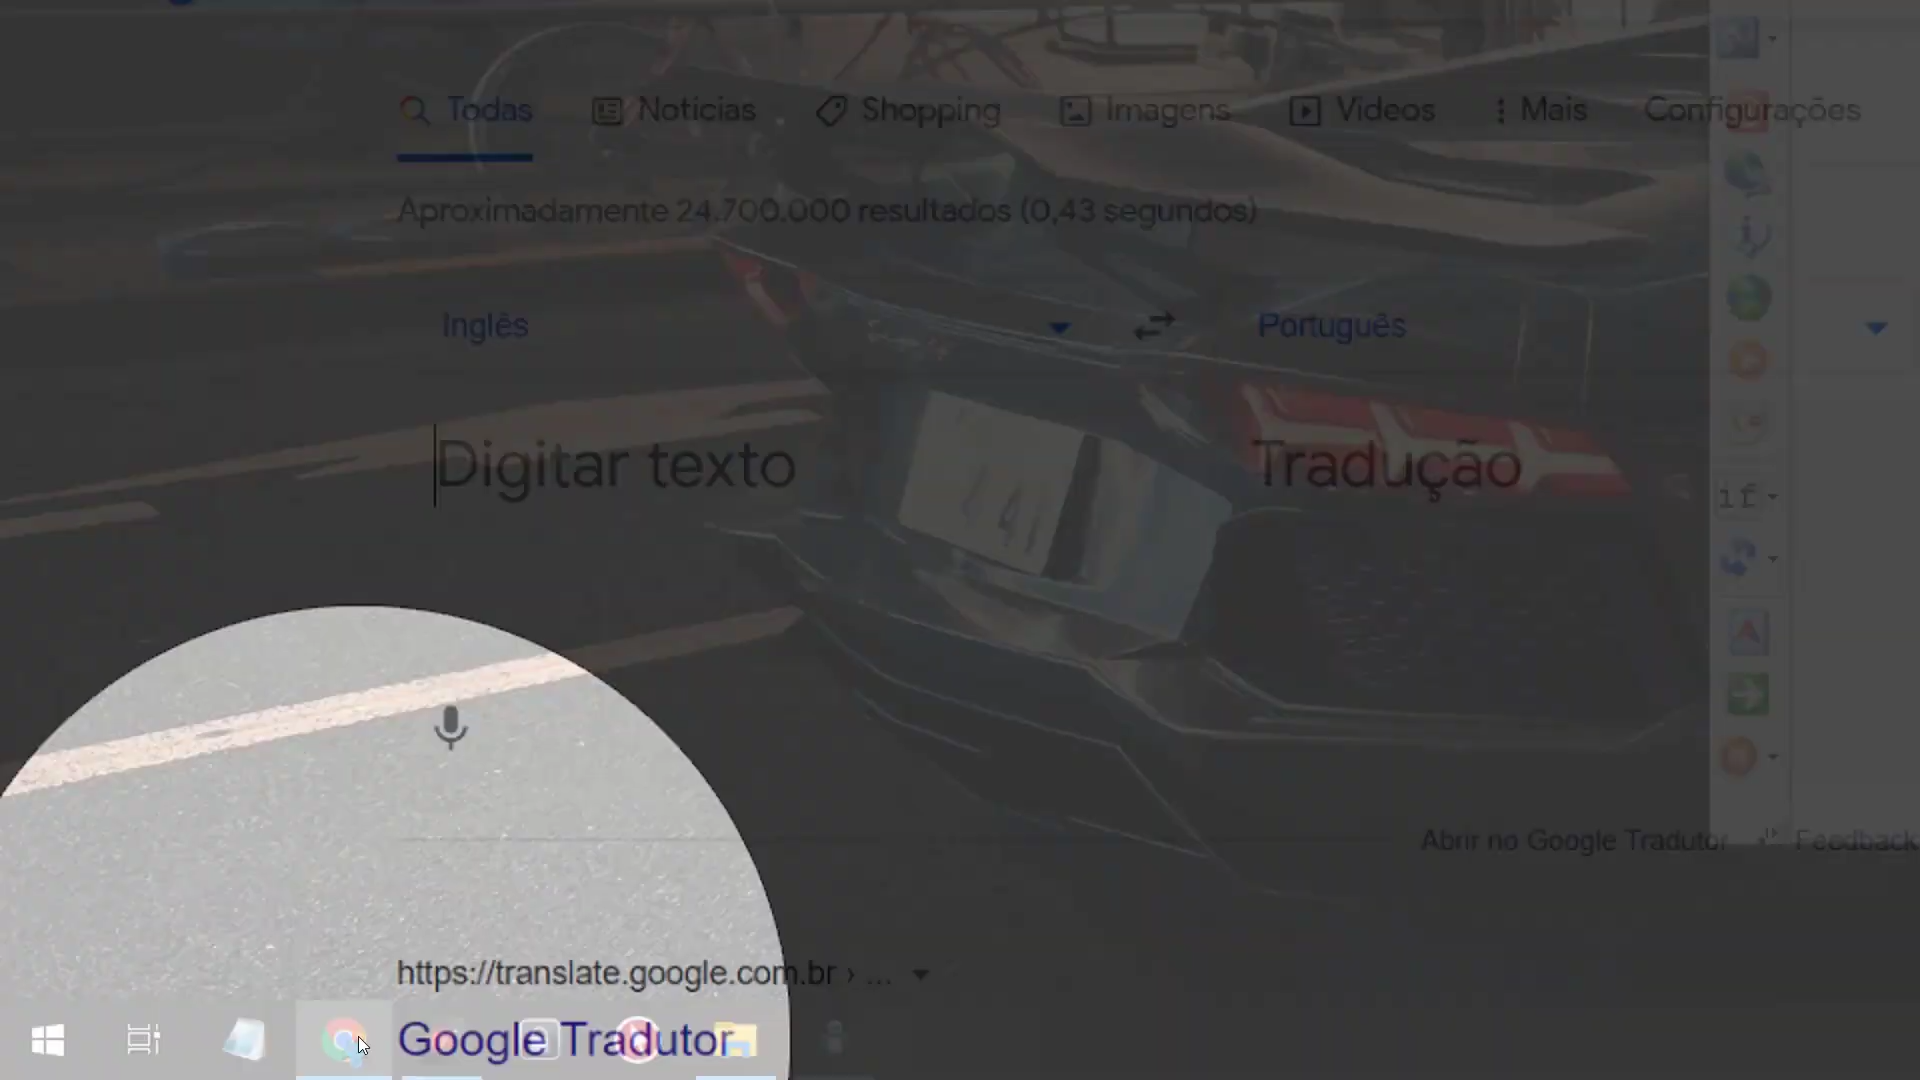 Todas Notícias Shopping Imagens Vídeos Mais Configurações
Aproximadamente 24.700.000 resultados (0,43 segundos)
Inglês Português
Digitar texto Tradução
if
Abrir no Google Tradutor Feedback
https://translate.google.com.br › ...
Google Tradutor